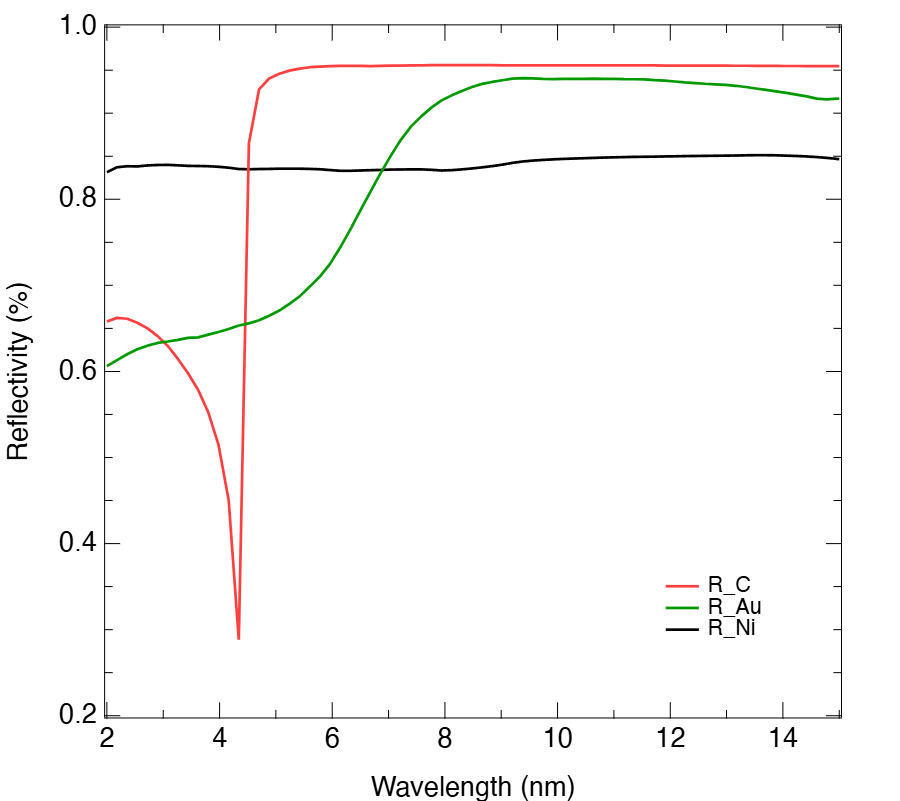 1.0
0.8
0.6
0.4
0.2
Reflectivity (%)
R_C
R_Au
R_Ni
2 4 6 8 10 12 14
Wavelength (nm)